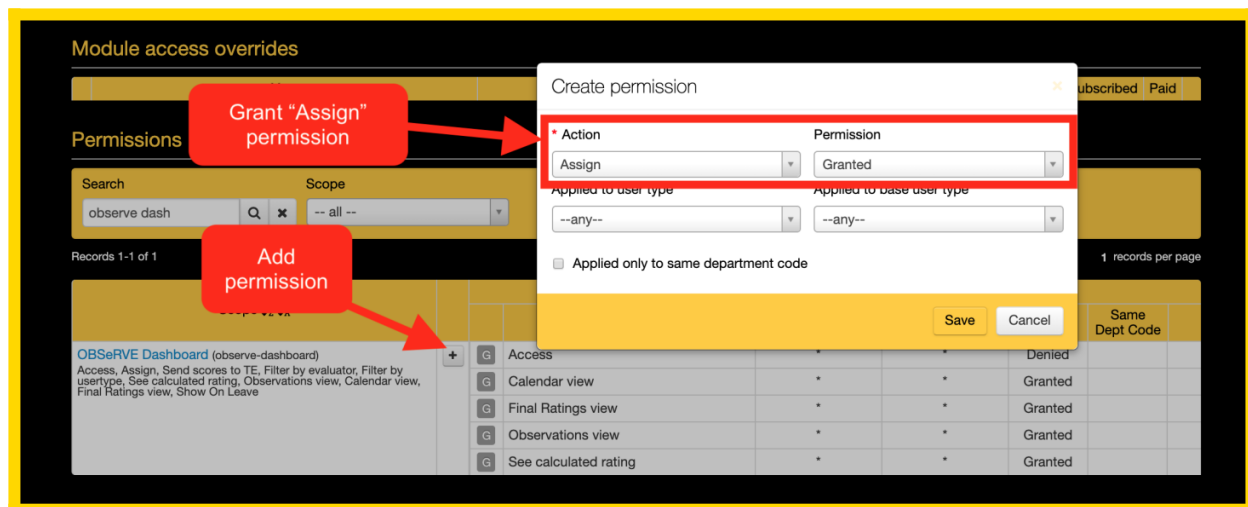 Module access overrides
Create permission
ubscribed Paid
Grant “Assign”
permission
* Action Permission
Permissions
Assign Granted
Search Scope
Applied to user type Applied to base user type
observe dash -- all --
--any-- --any--
Records 1-1 of 1
Add
permission
Applied only to same department code
1 records per page
Save Cancel
Same
Dept Code
OBSeRVE Dashboard (observe-dashboard)
Access, Assign, Send scores to TE, Filter by evaluator, Filter by
usertype, See calculated rating, Observations view, Calendar view,
Final Ratings view, Show On Leave
+
G Access * * Denied
G Calendar view * * Granted
G Final Ratings view * * Granted
G Observations view * * Granted
G See calculated rating * * Granted